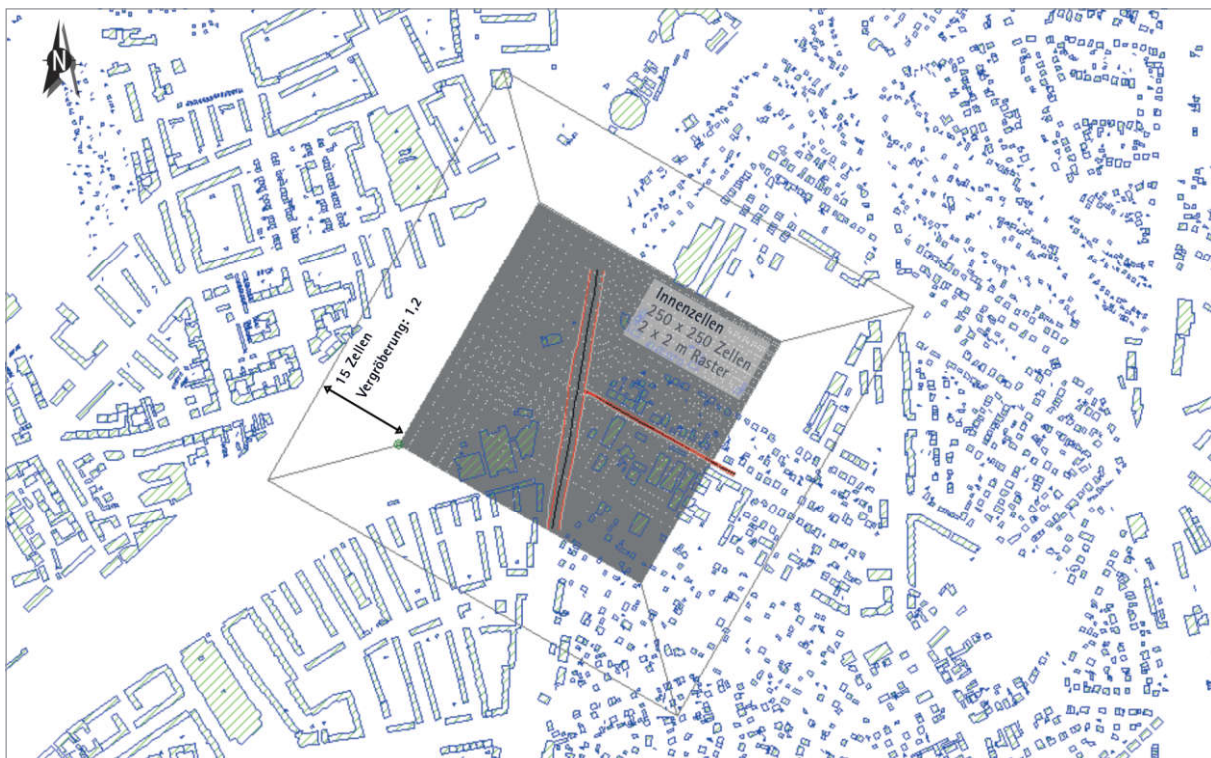 N
15 Zellen
Vergröberung: 1,2
Innenzellen
250 x 250 Zellen
2 x 2 m Raster